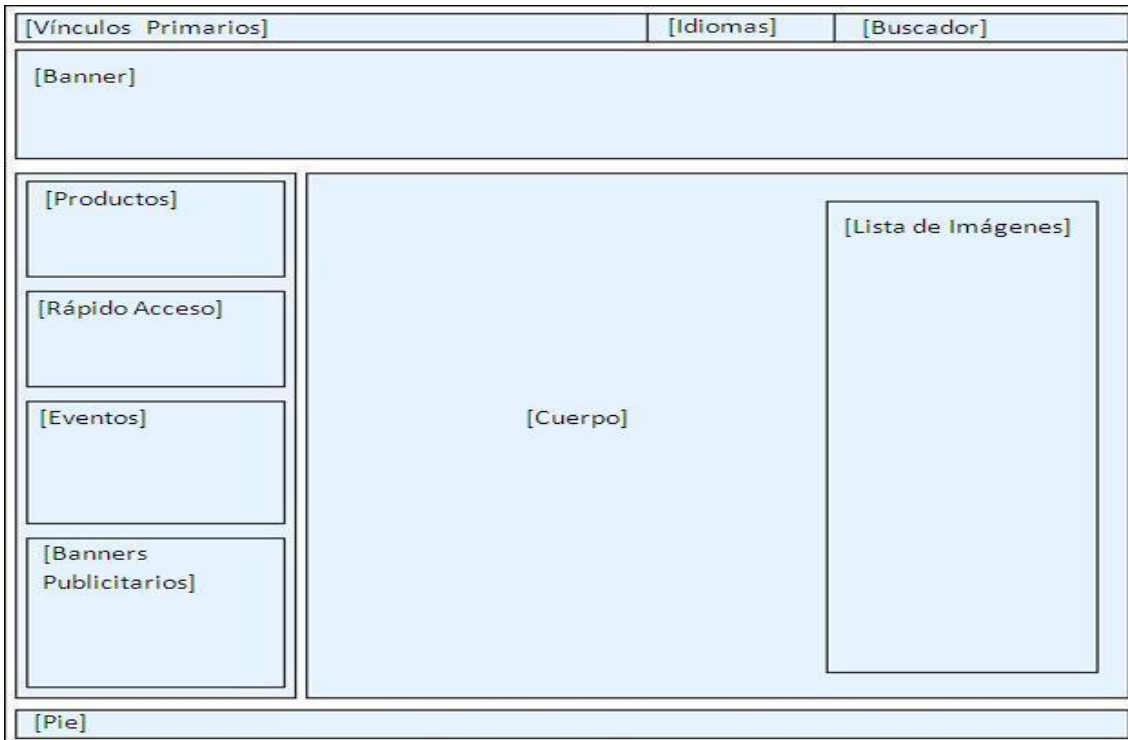 [Vínculos Primarios] [Idiomas] [Buscador]
[Banner]
[Productos]
[Rápido Acceso]
[Eventos]
[Banners
Publicitarios]
[Cuerpo]
[Lista de Imágenes]
[Pie]